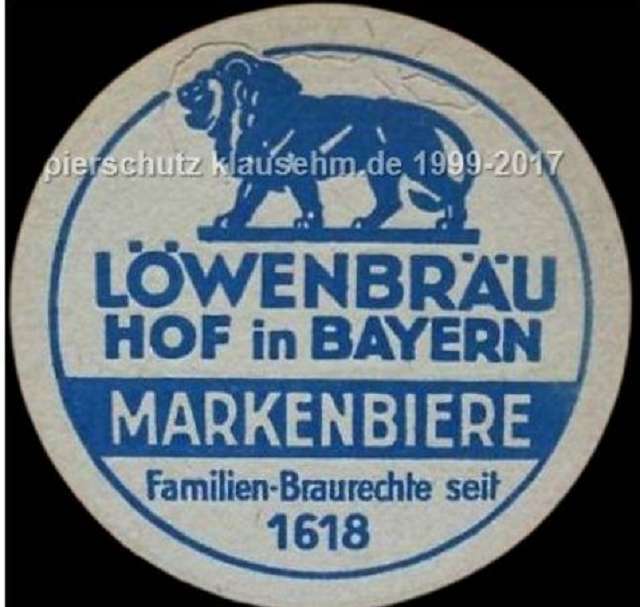 pierschutz klausehm.de 1999-2017
LÖWENBRÄU
HOF in BAYERN
MARKENBIERE
Familien-Braurechte seit
1618